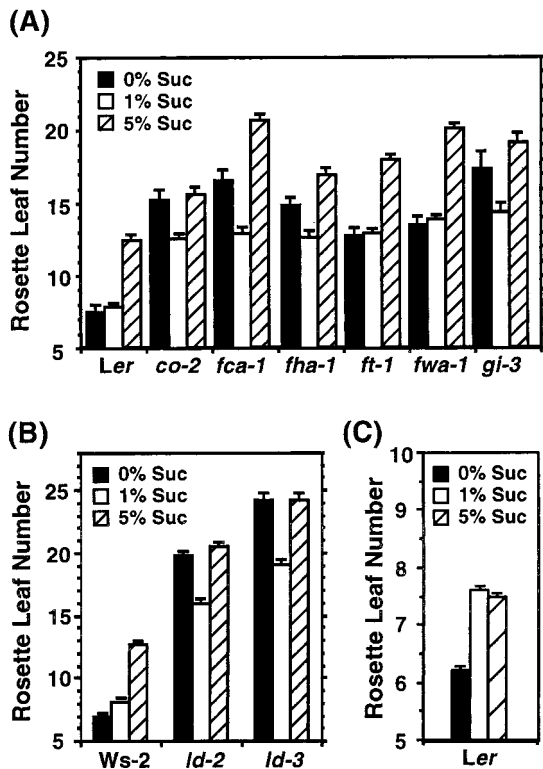 (A)
Rosette Leaf Number
25
20
15
10
5
0% Suc
1% Suc
5% Suc
Ler co-2 fca-1 fha-1 ft-1 fwa-1 gi-3
(B)
Rosette Leaf Number
25
20
15
10
5
0% Suc
1% Suc
5% Suc
Ws-2 ld-2 ld-3
(C)
Rosette Leaf Number
10
9
8
7
6
5
0% Suc
1% Suc
5% Suc
Ler